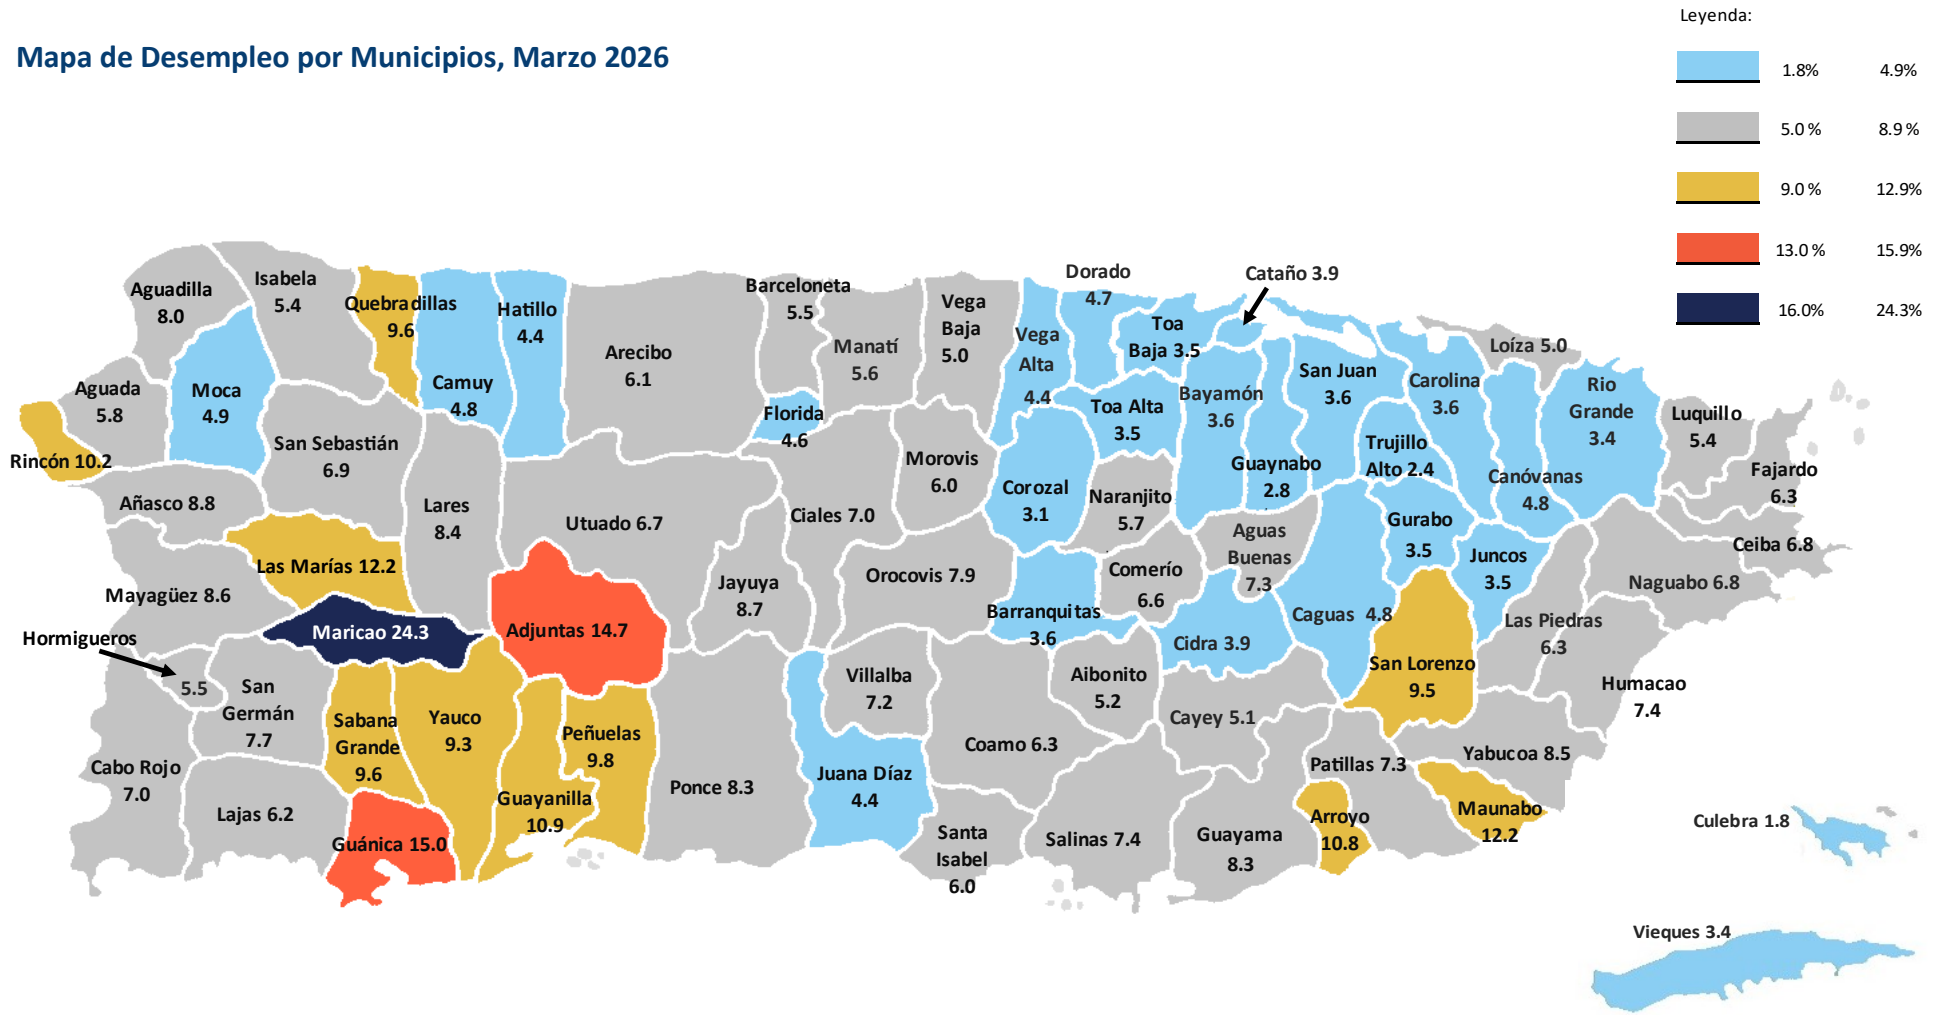 Leyenda:
Mapa de Desempleo por Municipios, Marzo 2026
1.8% 4.9%
5.0 % 8.9 %
9.0 % 12.9%
13.0 % 15.9%
16.0% 24.3%
Aguadilla
8.0
Isabela
5.4
Quebradillas
9.6
Camuy
4.8
Hatillo
4.4
Arecibo
6.1
Barceloneta
5.5
Manatí
5.6
Vega
Baja
5.0
Vega
Alta
4.4
Dorado
4.7
Toa
Baja 3.5
Cataño 3.9
Toa Alta
3.5
Bayamón
3.6
Guaynabo
2.8
San Juan
3.6
Trujillo
Alto 2.4
Carolina
3.6
Loíza 5.0
Canóvanas
4.8
Rio
Grande
3.4
Luquillo
5.4
Fajardo
6.3
Ceiba 6.8
Aguada
5.8
Moca
4.9
Rincón 10.2
San Sebastián
6.9
Añasco 8.8
Lares
8.4
Utuado 6.7
Florida
4.6
Ciales 7.0
Morovis
6.0
Corozal
3.1
Naranjito
5.7
Aguas
Buenas
7.3
Gurabo
3.5
Juncos
3.5
Naguabo 6.8
Las Marías 12.2
Mayagüez 8.6
Maricao 24.3
Hormigueros
5.5
Adjuntas 14.7
Jayuya
8.7
Orocovis 7.9
Barranquitas
3.6
Comerío
6.6
Cidra 3.9
Caguas 4.8
San Lorenzo
9.5
Las Piedras
6.3
Humacao
7.4
San
Germán
7.7
Sabana
Grande
9.6
Yauco
9.3
Peñuelas
9.8
Guayanilla
10.9
Ponce 8.3
Villalba
7.2
Juana Díaz
4.4
Coamo 6.3
Aibonito
5.2
Cayey 5.1
Patillas 7.3
Yabucoa 8.5
Cabo Rojo
7.0
Lajas 6.2
Guánica 15.0
Santa
Isabel
6.0
Salinas 7.4
Guayama
8.3
Arroyo
10.8
Maunabo
12.2
Culebra 1.8
Vieques 3.4